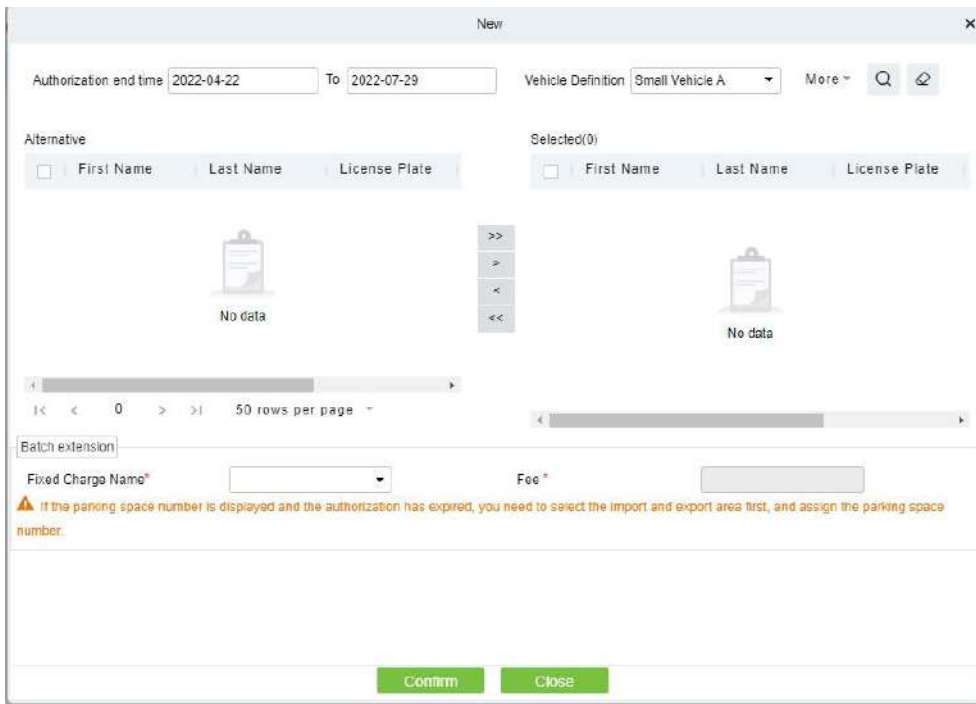 New ×
Authorization end time 2022-04-22 To 2022-07-29 Vehicle Definition Small Vehicle A More
Alternative Selected(0)
First Name Last Name License Plate First Name Last Name License Plate
>>
>
<
<<
No data
No data
|< < 0 > >| 50 rows per page
Batch extension
Fixed Charge Name* Fee *
If the parking space number is displayed and the authorization has expired, you need to select the import and export area first, and assign the parking space
number.
Confirm Close